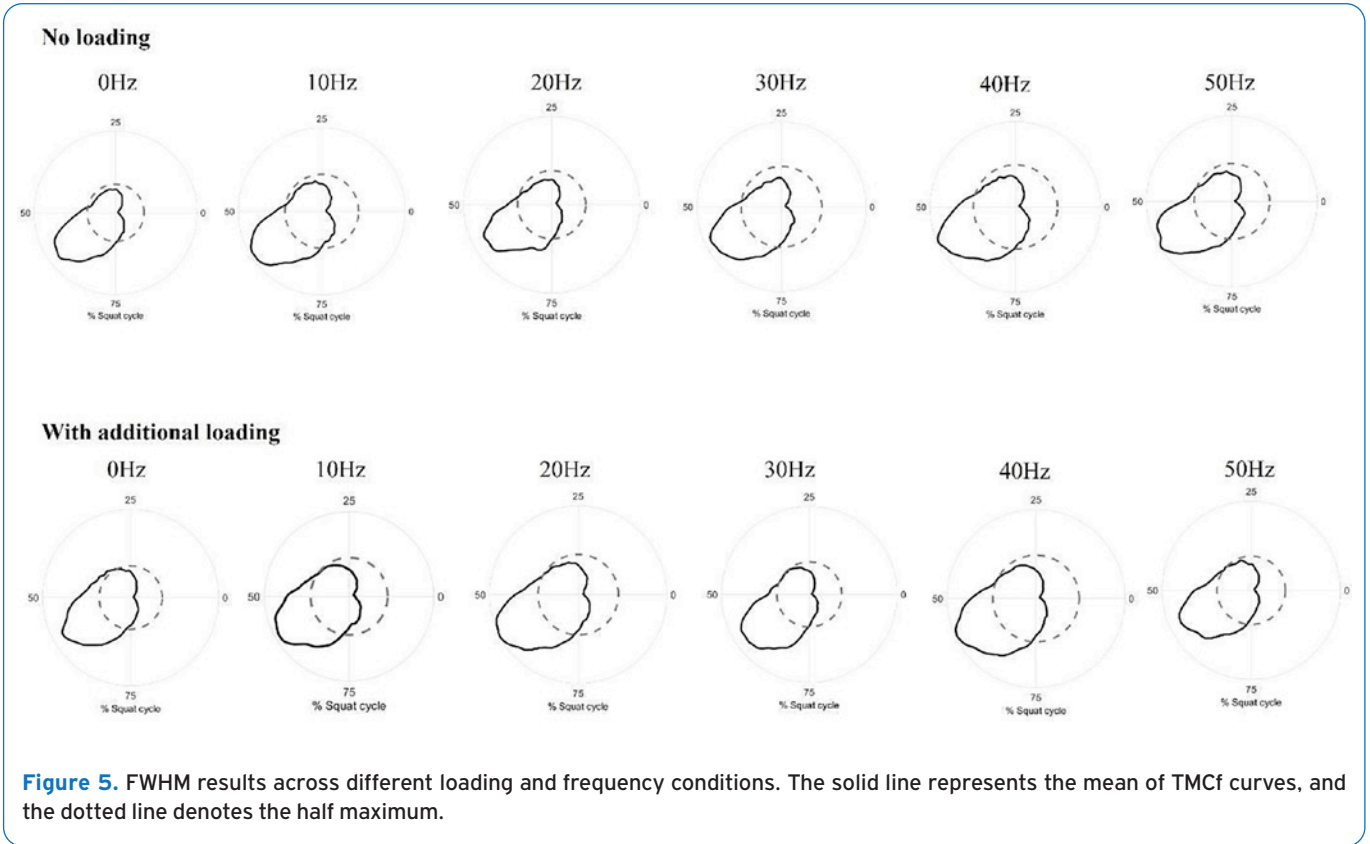 No loading
0Hz 10Hz 20Hz 30Hz 40Hz 50Hz
25 25 25 25 25 25
50 0 50 0 50 0 50 0 50 0 50 0
75 75 75 75 75 75
% Squat cycle % Squat cycle % Squat cycle % Squat cycle % Squat cycle % Squat cycle
With additional loading
0Hz 10Hz 20Hz 30Hz 40Hz 50Hz
25 25 25 25 25 25
50 0 50 0 50 0 50 0 50 0 50 0
75 75 75 75 75 75
% Squat cycle % Squat cycle % Squat cycle % Squat cycle % Squat cycle % Squat cycle
Figure 5. FWHM results across different loading and frequency conditions. The solid line represents the mean of TMCf curves, and
the dotted line denotes the half maximum.